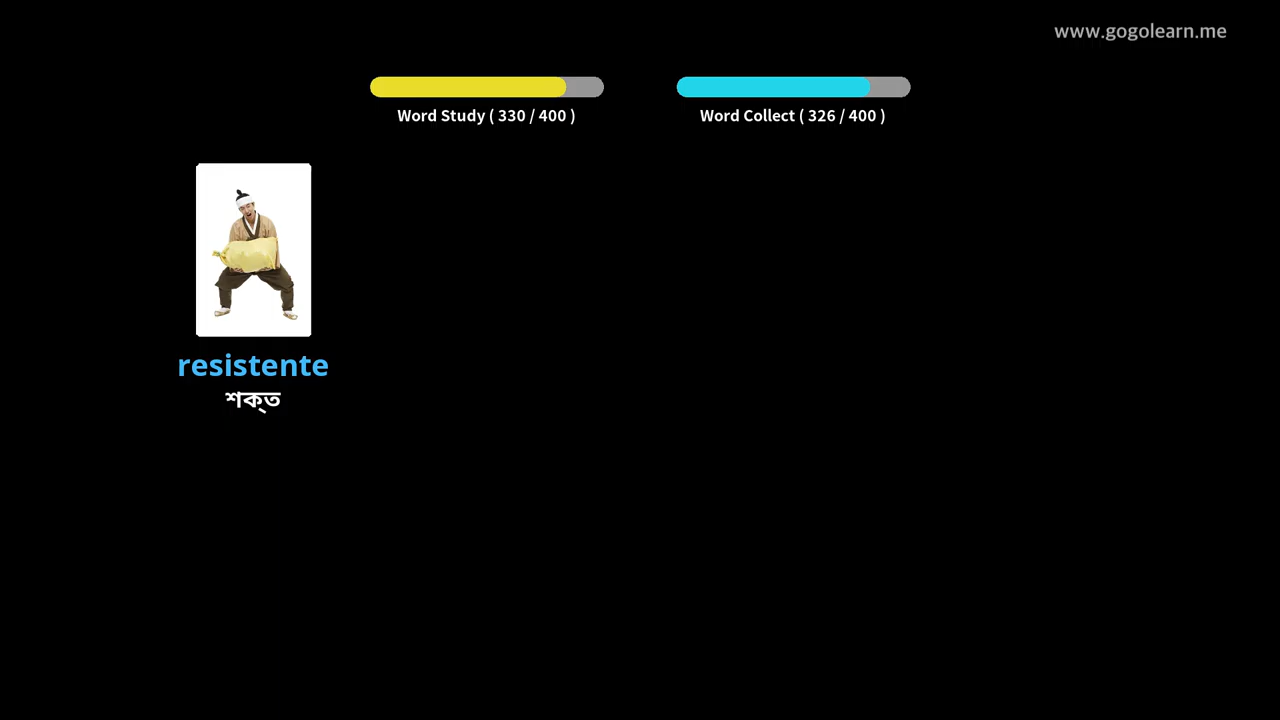 www.gogolearn.me
Word Study ( 330 / 400 )
Word Collect ( 326 / 400 )
resistente
শক্ত